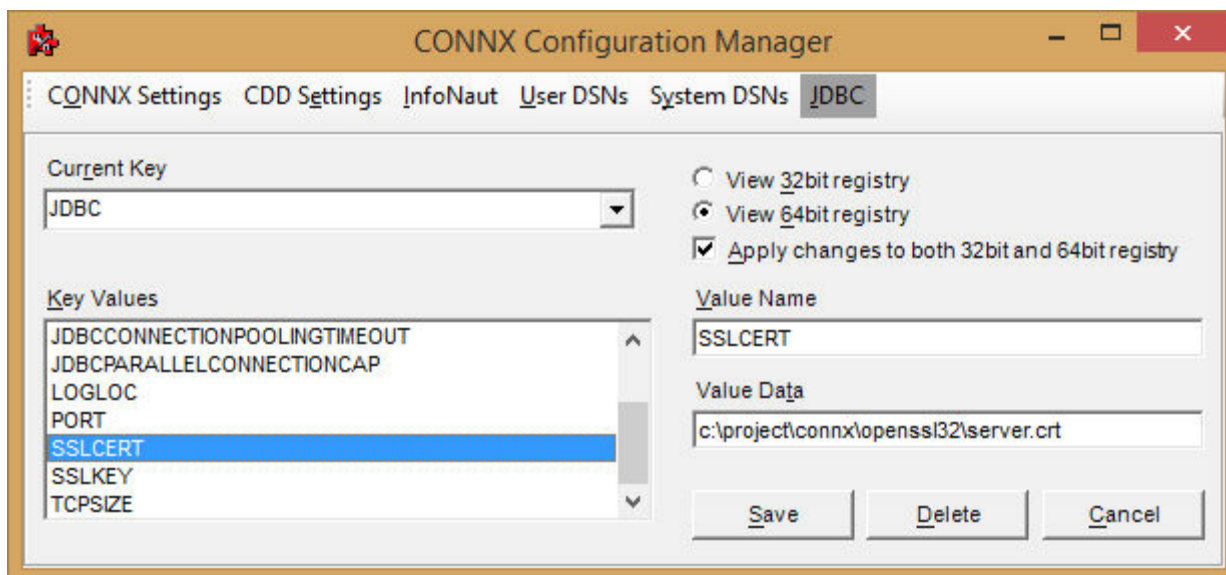 CONNX Configuration Manager
CONNX Settings CDD Settings InfoNaut User DSNs System DSNs JDBC
Current Key
JDBC
View 32bit registry
View 64bit registry
Apply changes to both 32bit and 64bit registry
Key Values
JDBCCONNECTIONPOOLINGTIMEOUT
JDBCPARALLELCONNECTIONCAP
LOGLOC
PORT
SSLCERT
SSLKEY
TCPSIZE
Value Name
SSLCERT
Value Data
c:\project\connx\openssl32\server.crt
Save Delete Cancel